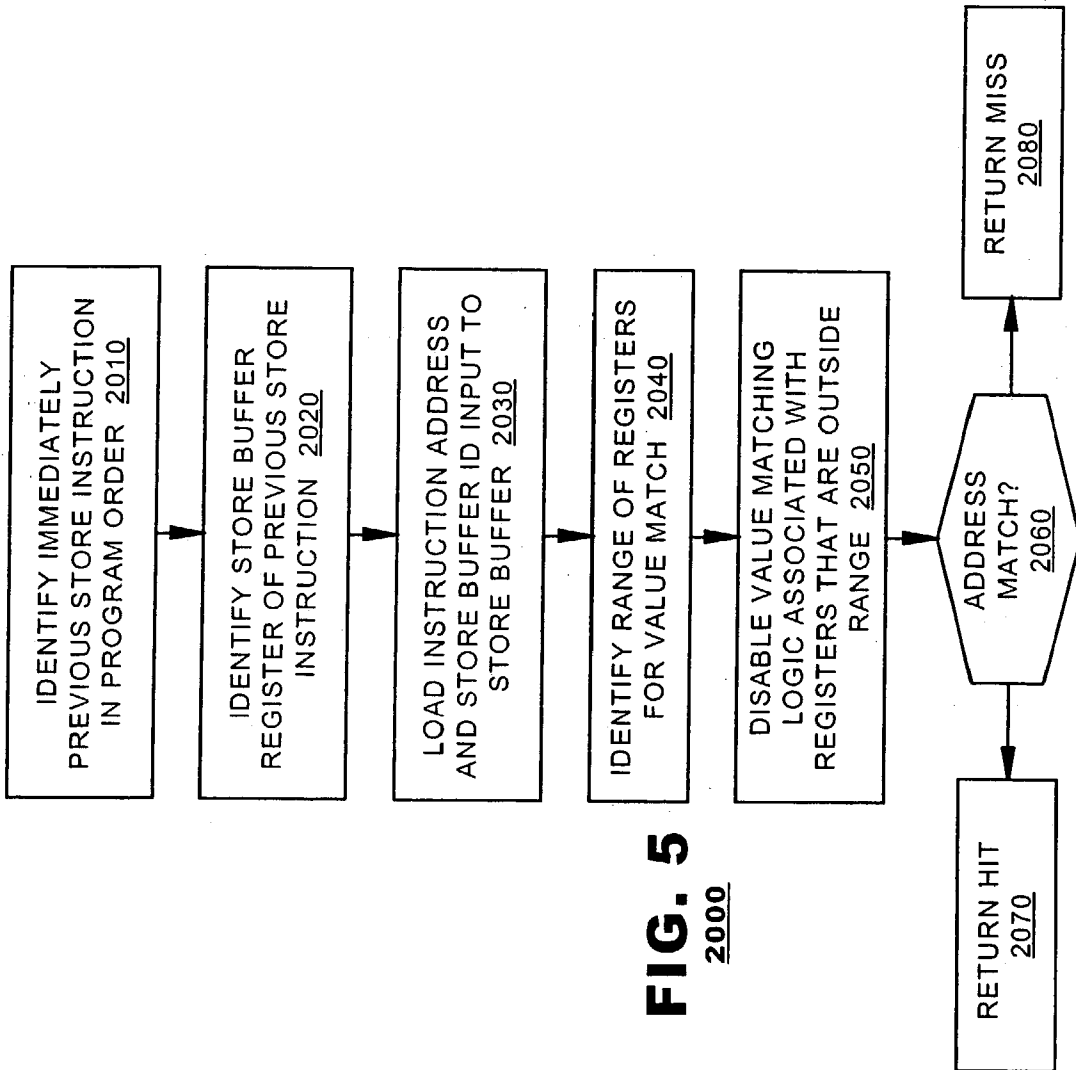 IDENTIFY IMMEDIATELY
PREVIOUS STORE INSTRUCTION
IN PROGRAM ORDER 2010
IDENTIFY STORE BUFFER
REGISTER OF PREVIOUS STORE
INSTRUCTION 2020
LOAD INSTRUCTION ADDRESS
AND STORE BUFFER ID INPUT TO
STORE BUFFER 2030
IDENTIFY RANGE OF REGISTERS
FOR VALUE MATCH 2040
DISABLE VALUE MATCHING
LOGIC ASSOCIATED WITH
REGISTERS THAT ARE OUTSIDE
RANGE 2050
ADDRESS
MATCH?
2060
RETURN HIT
2070
RETURN MISS
2080
FIG. 5
2000